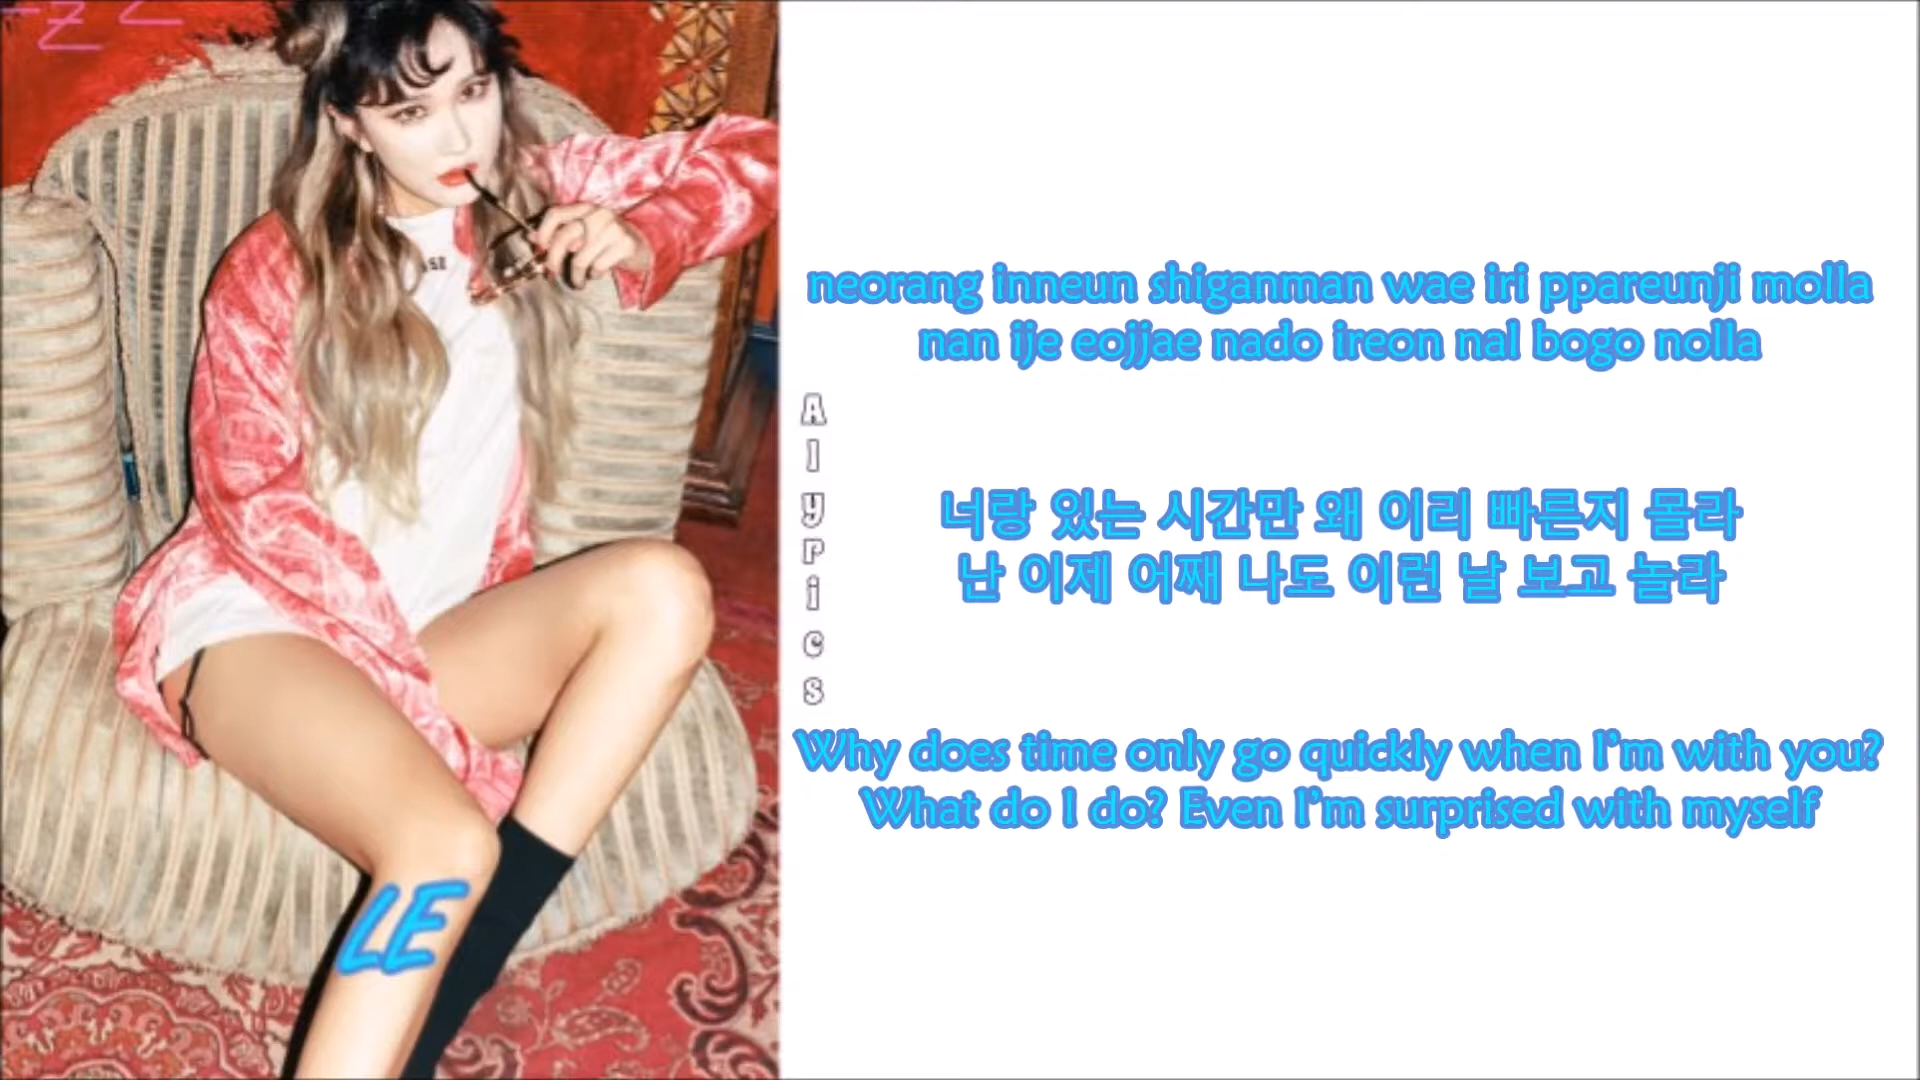 neorang inneun shiganman wae iri ppareunji molla
nan ije eojjae nado ireon nal bogo nolla
Alyrics
너랑 있는 시간만 왜 이리 빠른지 몰라
난 이제 어째 나도 이런 날 보고 놀라
Why does time only go quickly when I'm with you?
What do I do? Even I'm surprised with myself
LE